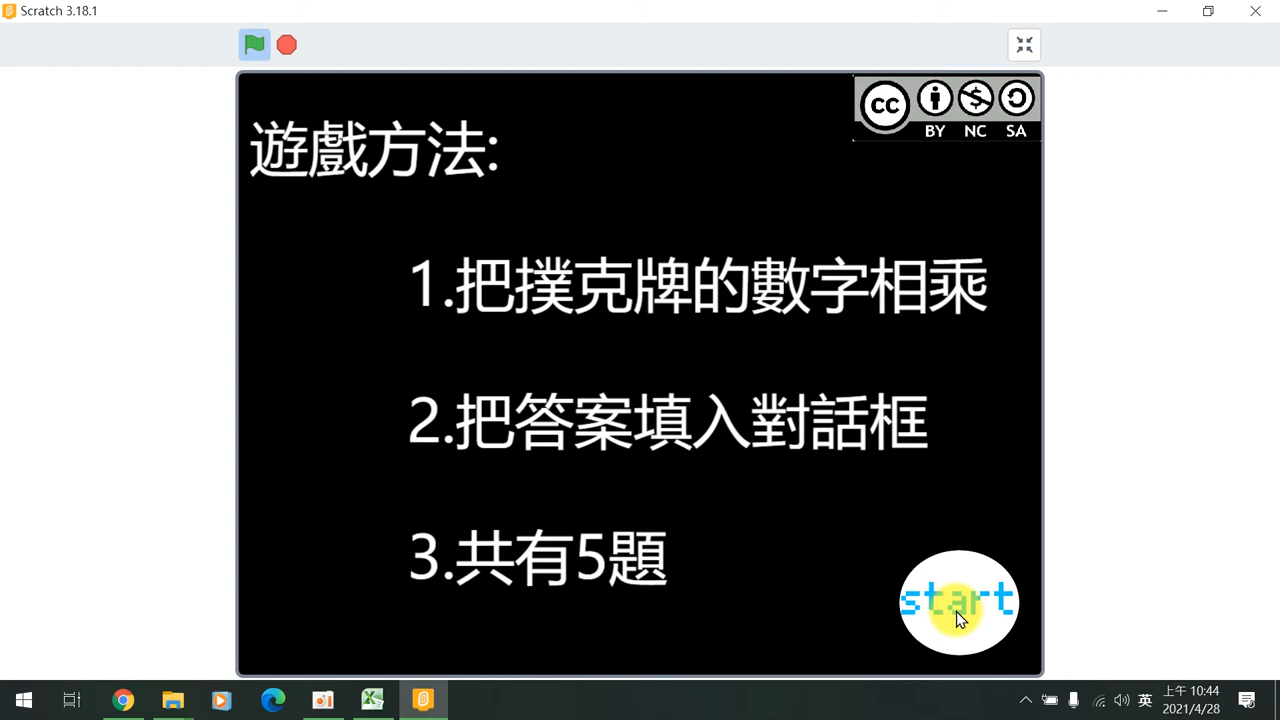 Scratch 3.18.1
cc
BY NC SA
遊戲方法:
1.把撲克牌的數字相乘
2.把答案填入對話框
3.共有5題
start
英
上午 10:44
2021/4/28